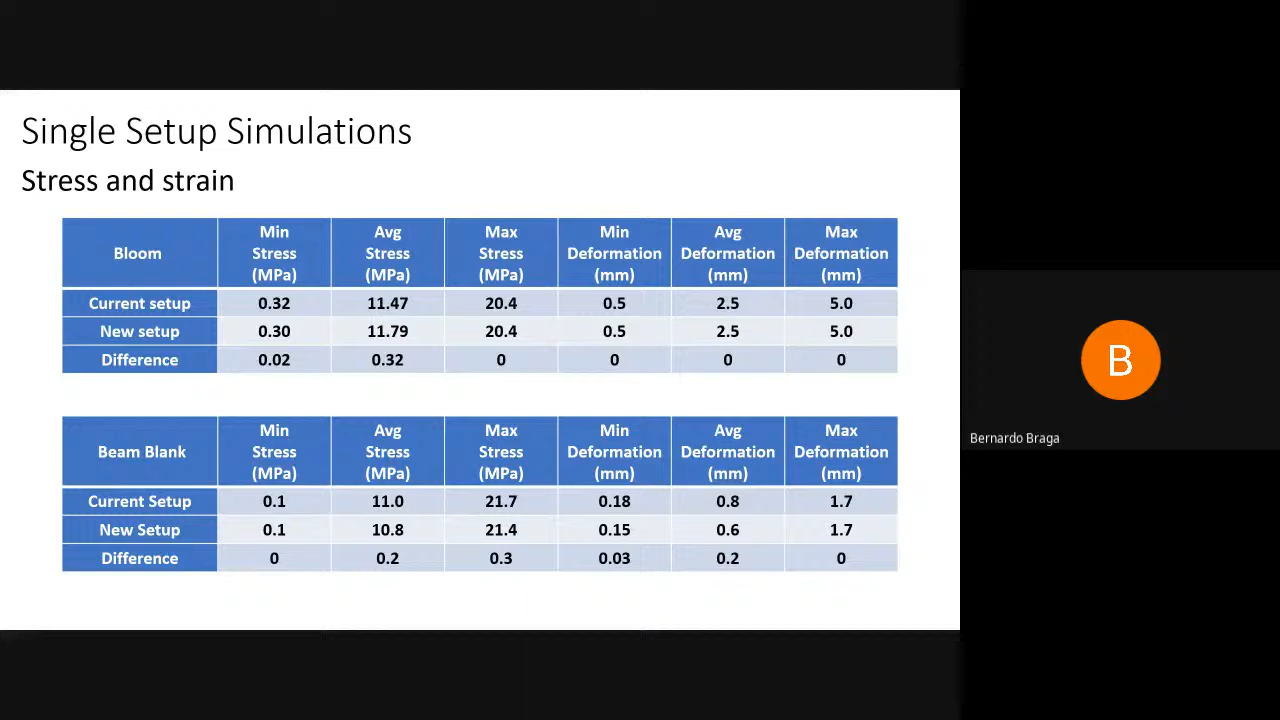 Single Setup Simulations
Stress and strain
Bloom Min Stress (MPa) Avg Stress (MPa) Max Stress (MPa) Min Deformation (mm) Avg Deformation (mm) Max Deformation (mm)
Current setup 0.32 11.47 20.4 0.5 2.5 5.0
New setup 0.30 11.79 20.4 0.5 2.5 5.0
Difference 0.02 0.32 0 0 0 0
Beam Blank Min Stress (MPa) Avg Stress (MPa) Max Stress (MPa) Min Deformation (mm) Avg Deformation (mm) Max Deformation (mm)
Current Setup 0.1 11.0 21.7 0.18 0.8 1.7
New Setup 0.1 10.8 21.4 0.15 0.6 1.7
Difference 0 0.2 0.3 0.03 0.2 0
B
Bernardo Braga